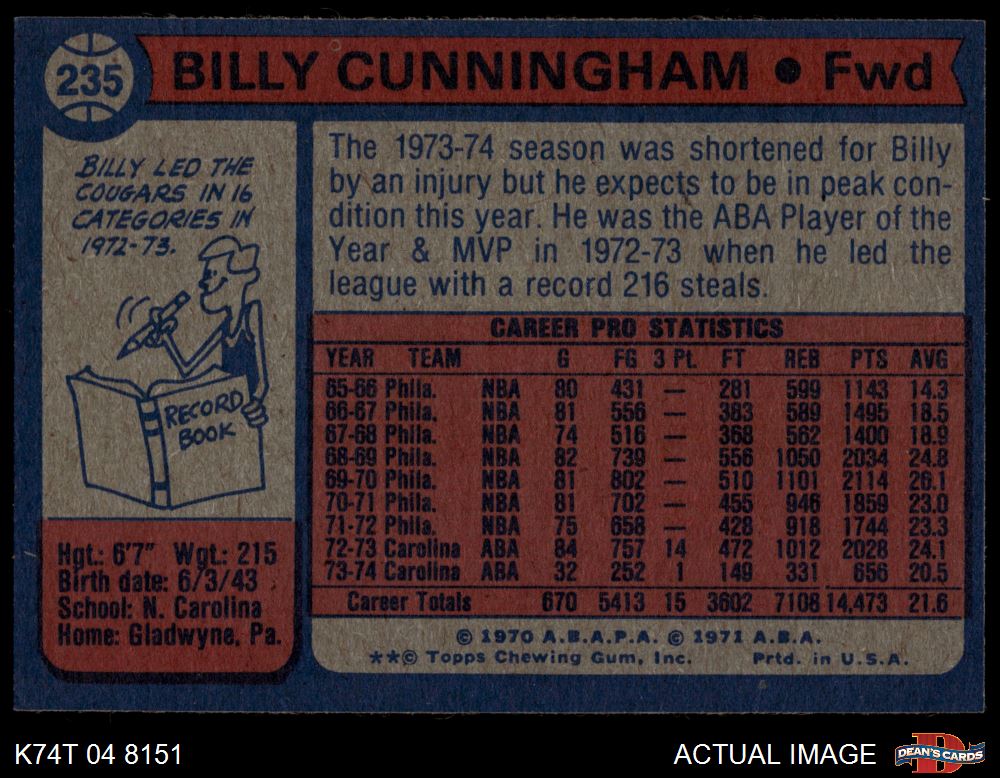 235
BILLY CUNNINGHAM • Fwd
BILLY LED THE
COUGARS IN 16
CATEGORIES IN
1972-73.
RECORD
BOOK
Hgt.: 6'7" Wgt.: 215
Birth date: 6/3/43
School: N. Carolina
Home: Gladwyne, Pa.
The 1973-74 season was shortened for Billy
by an injury but he expects to be in peak con-
dition this year. He was the ABA Player of the
Year & MVP in 1972-73 when he led the
league with a record 216 steals.
CAREER PRO STATISTICS
YEAR TEAM G FG 3 PL. FT REB PTS AVG
65-66 Phila. NBA 80 431 — 281 599 1143 14.3
66-67 Phila. NBA 81 556 — 383 589 1495 18.5
67-68 Phila. NBA 74 516 — 368 562 1400 18.9
68-69 Phila. NBA 82 739 — 556 1050 2034 24.8
69-70 Phila. NBA 81 802 — 510 1101 2114 26.1
70-71 Phila. NBA 81 702 — 455 946 1859 23.0
71-72 Phila. NBA 75 658 — 428 918 1744 23.3
72-73 Carolina ABA 84 757 14 472 1012 2028 24.1
73-74 Carolina ABA 32 252 1 149 331 656 20.5
Career Totals 670 5413 15 3602 7108 14,473 21.6
© 1970 A.B.A.P.A. © 1971 A.B.A.
**© Topps Chewing Gum, Inc. Prtd. in U.S.A.
K74T 04 8151
ACTUAL IMAGE
DEAN'S CARDS